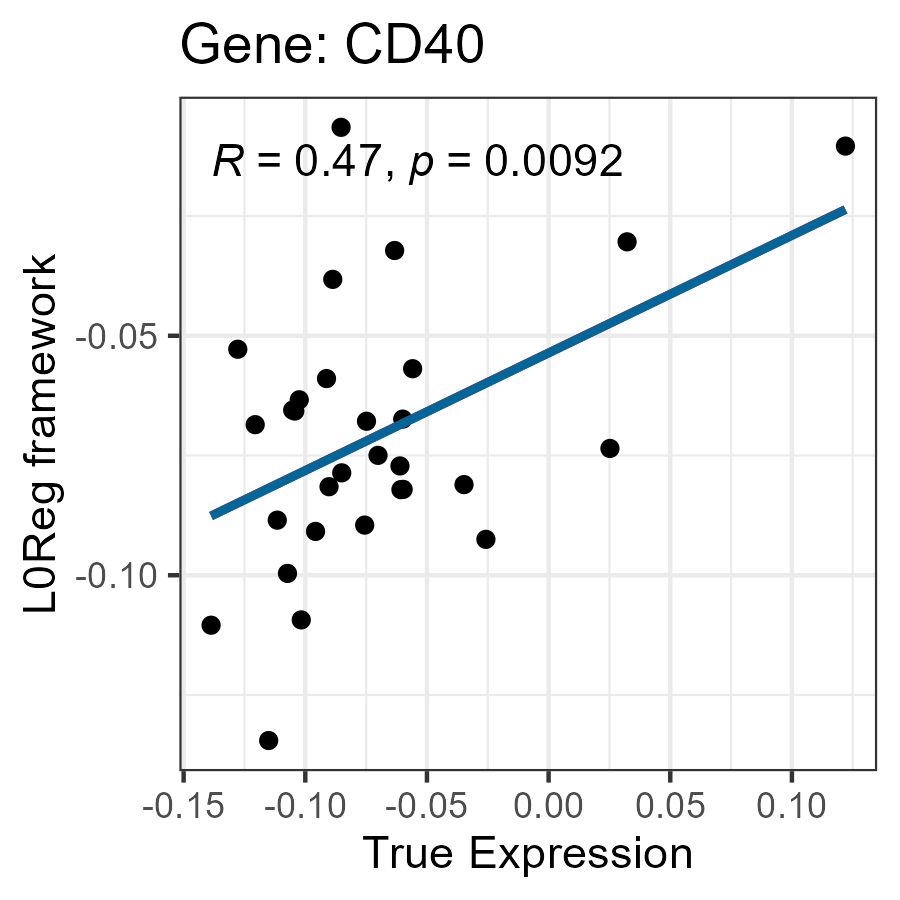 Gene: CD40
R = 0.47, p = 0.0092
L0Reg framework
-0.05
-0.10
-0.15 -0.10 -0.05 0.00 0.05 0.10
True Expression